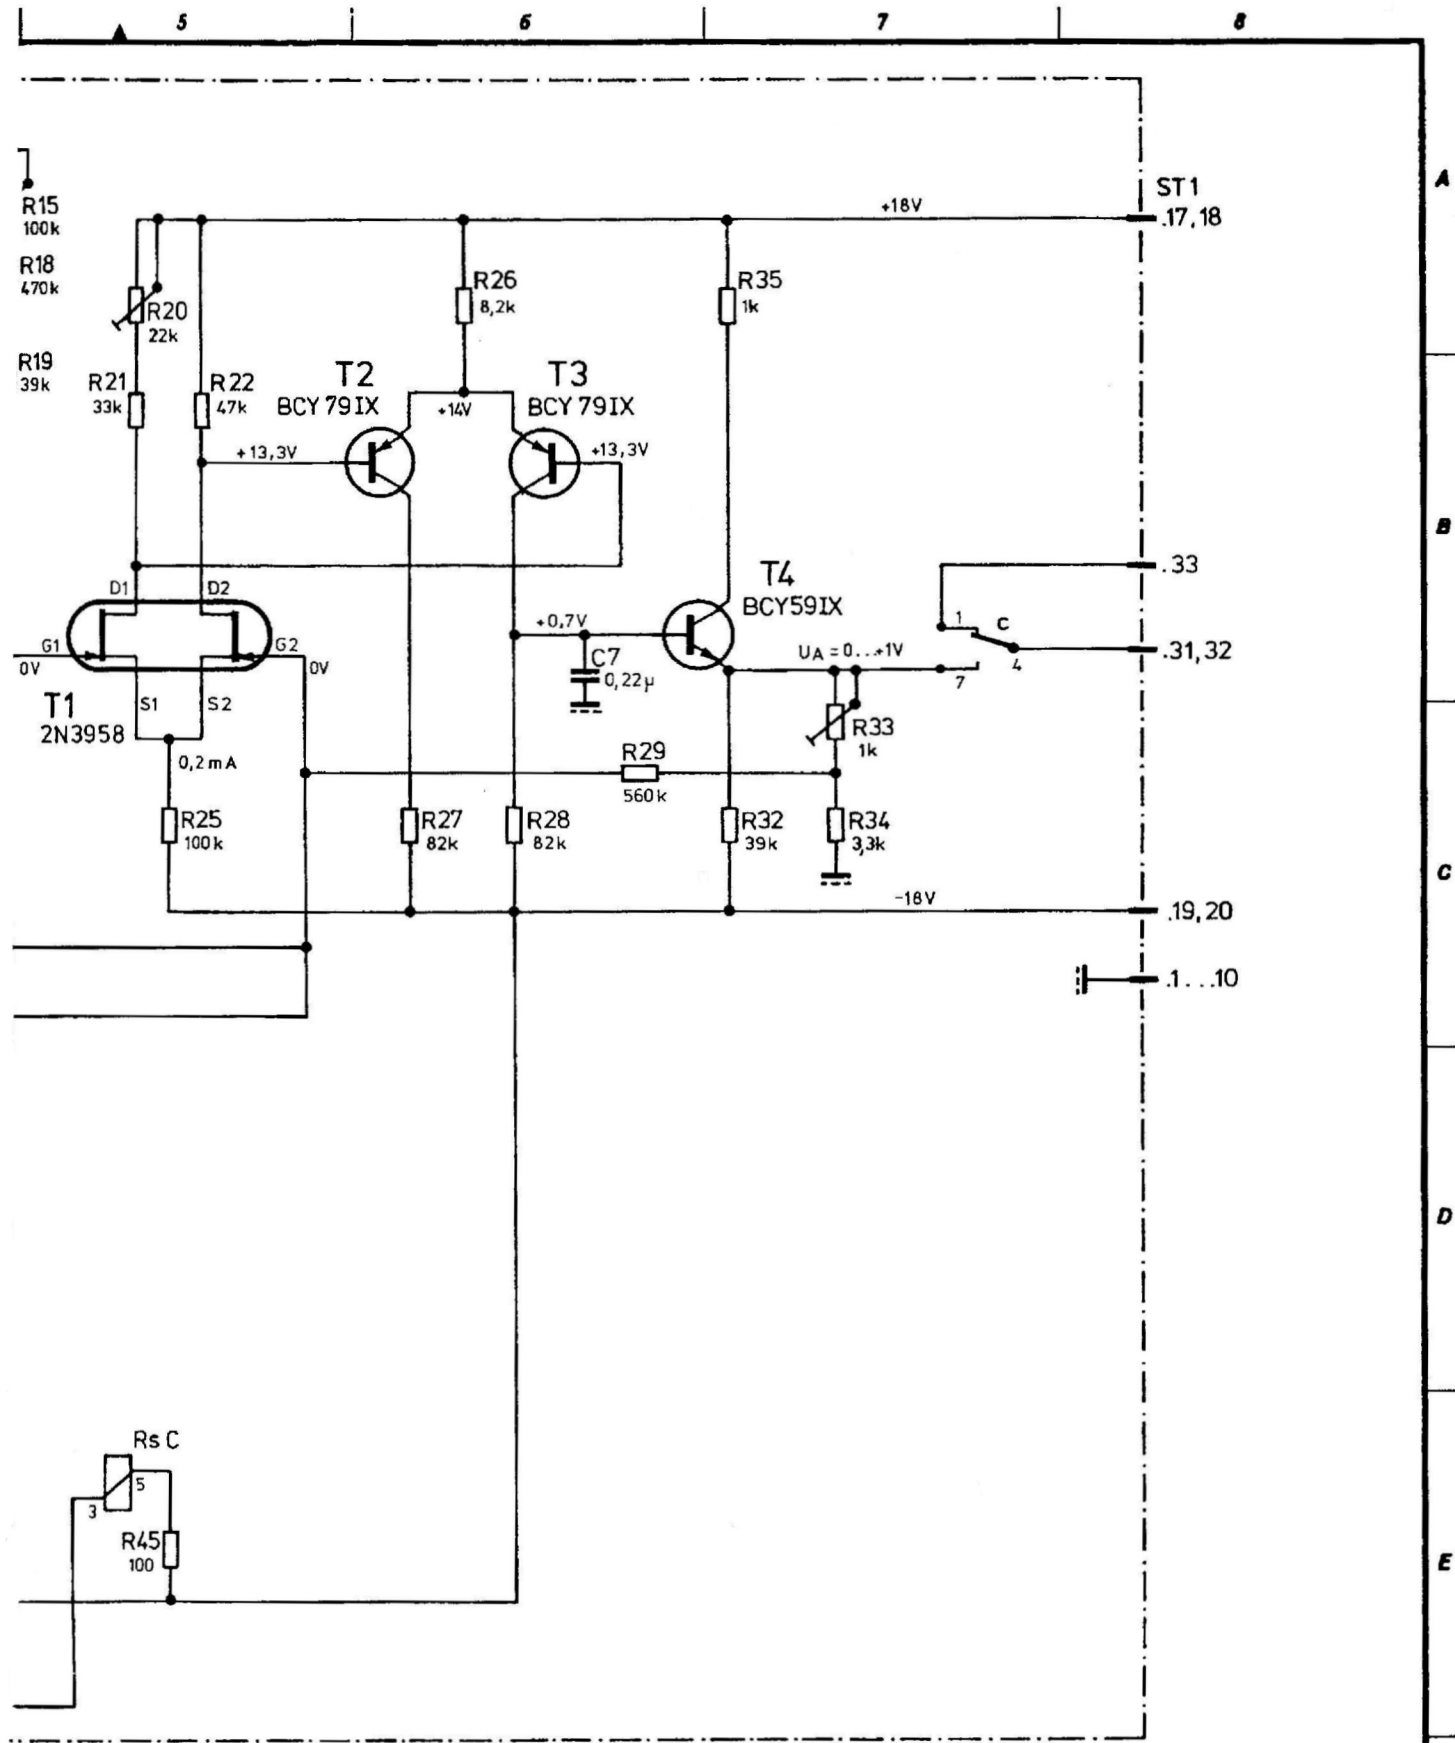 5 6 7 8
A
ST1
+18V
.17,18
R15
100k
R18
470k
R20
22k
R26
8,2k
R35
1k
R19
39k
R21
33k
R22
47k
T2
BCY 79IX
T3
BCY 79IX
+14V
+13,3V
+13,3V
B
.33
D1
D2
T4
BCY59IX
+0,7V
1
C
4
7
.31,32
G1
0V
G2
0V
C7
0,22µ
UA = 0...+1V
T1
2N3958
S1
S2
0,2mA
R33
1k
R29
560k
R25
100k
R27
82k
R28
82k
R32
39k
R34
3,3k
C
-18V
.19,20
.1...10
D
Rs C
5
3
R45
100
E